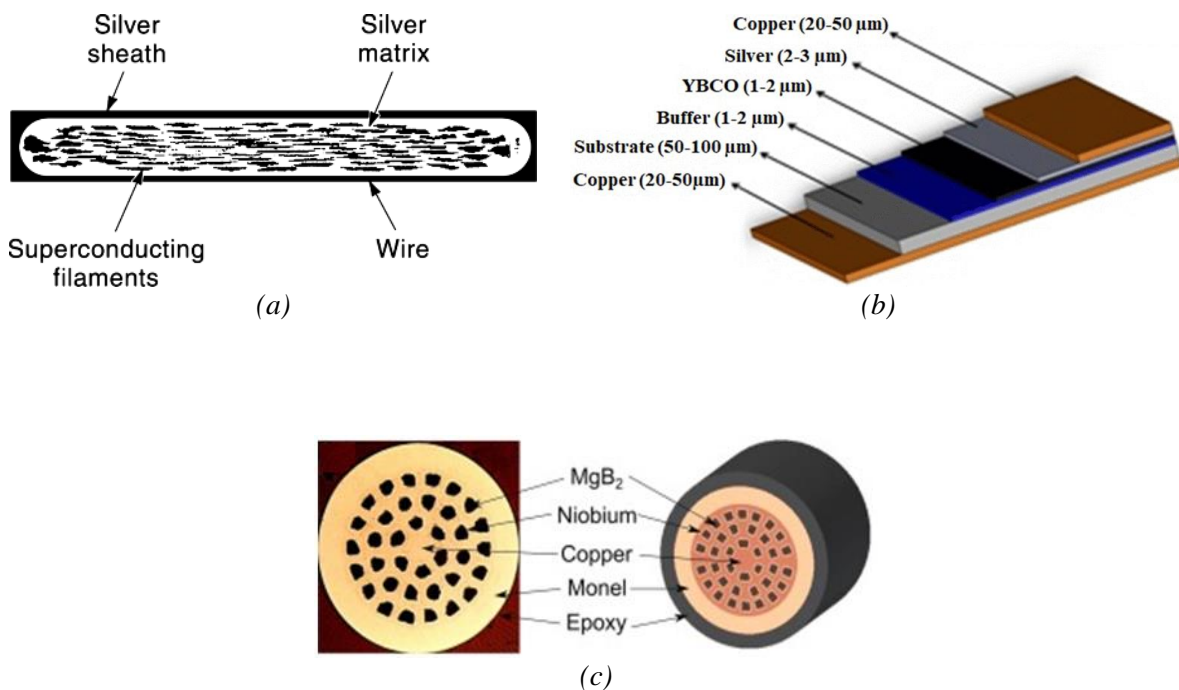 Silver
sheath
Silver
matrix
Superconducting
filaments
Wire
(a)
Copper (20-50 µm)
Silver (2-3 µm)
YBCO (1-2 µm)
Buffer (1-2 µm)
Substrate (50-100 µm)
Copper (20-50µm)
(b)
MgB₂
Niobium
Copper
Monel
Epoxy
(c)